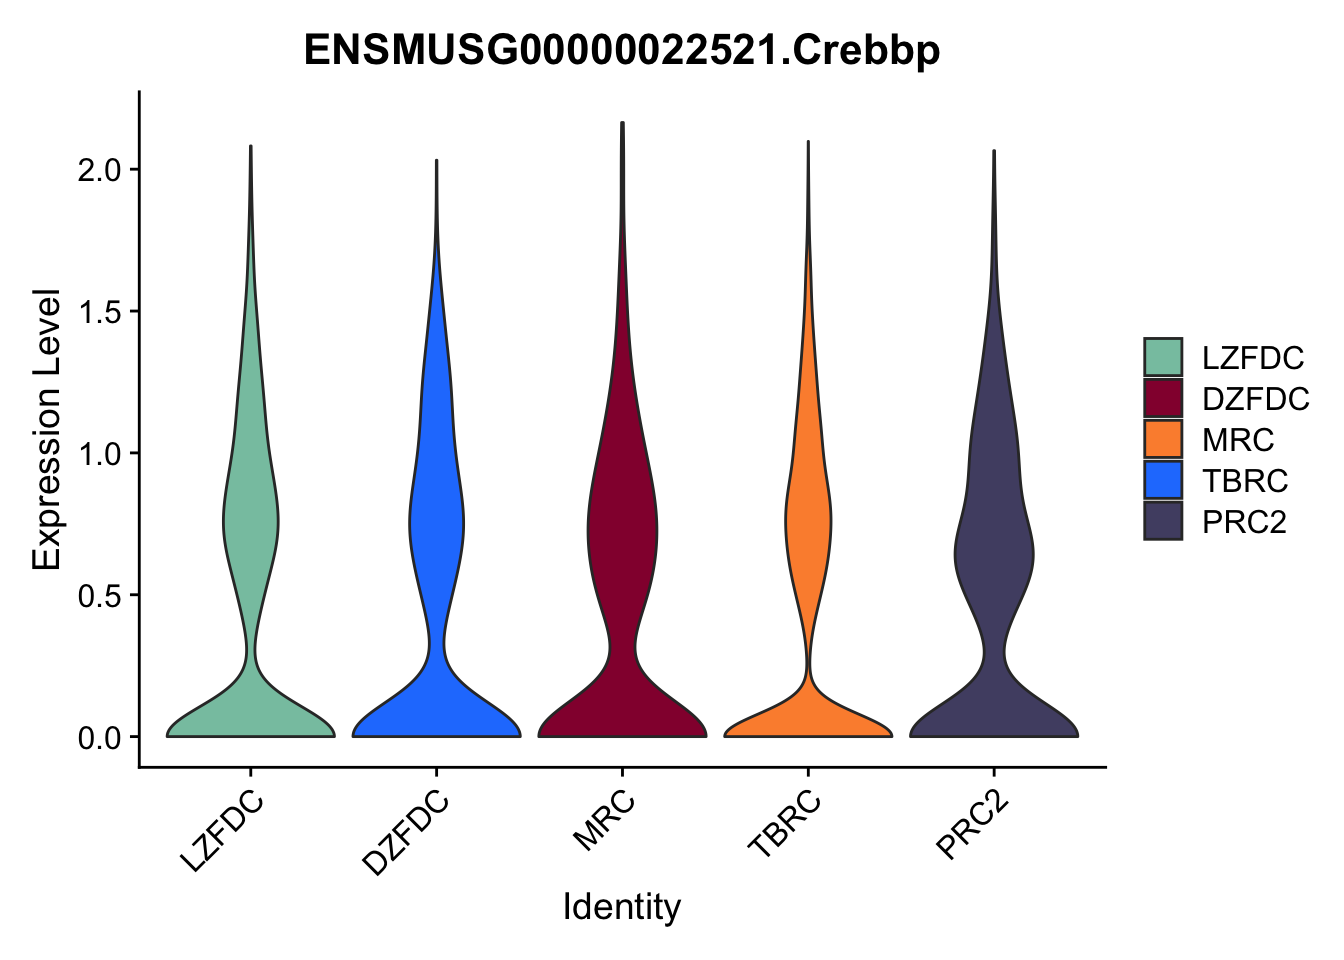 ENSMUSG00000022521.Crebbp
Expression Level
2.0
1.5
1.0
0.5
0.0
LZFDC
DZFDC
MRC
TBRC
PRC2
Identity
LZFDC
DZFDC
MRC
TBRC
PRC2